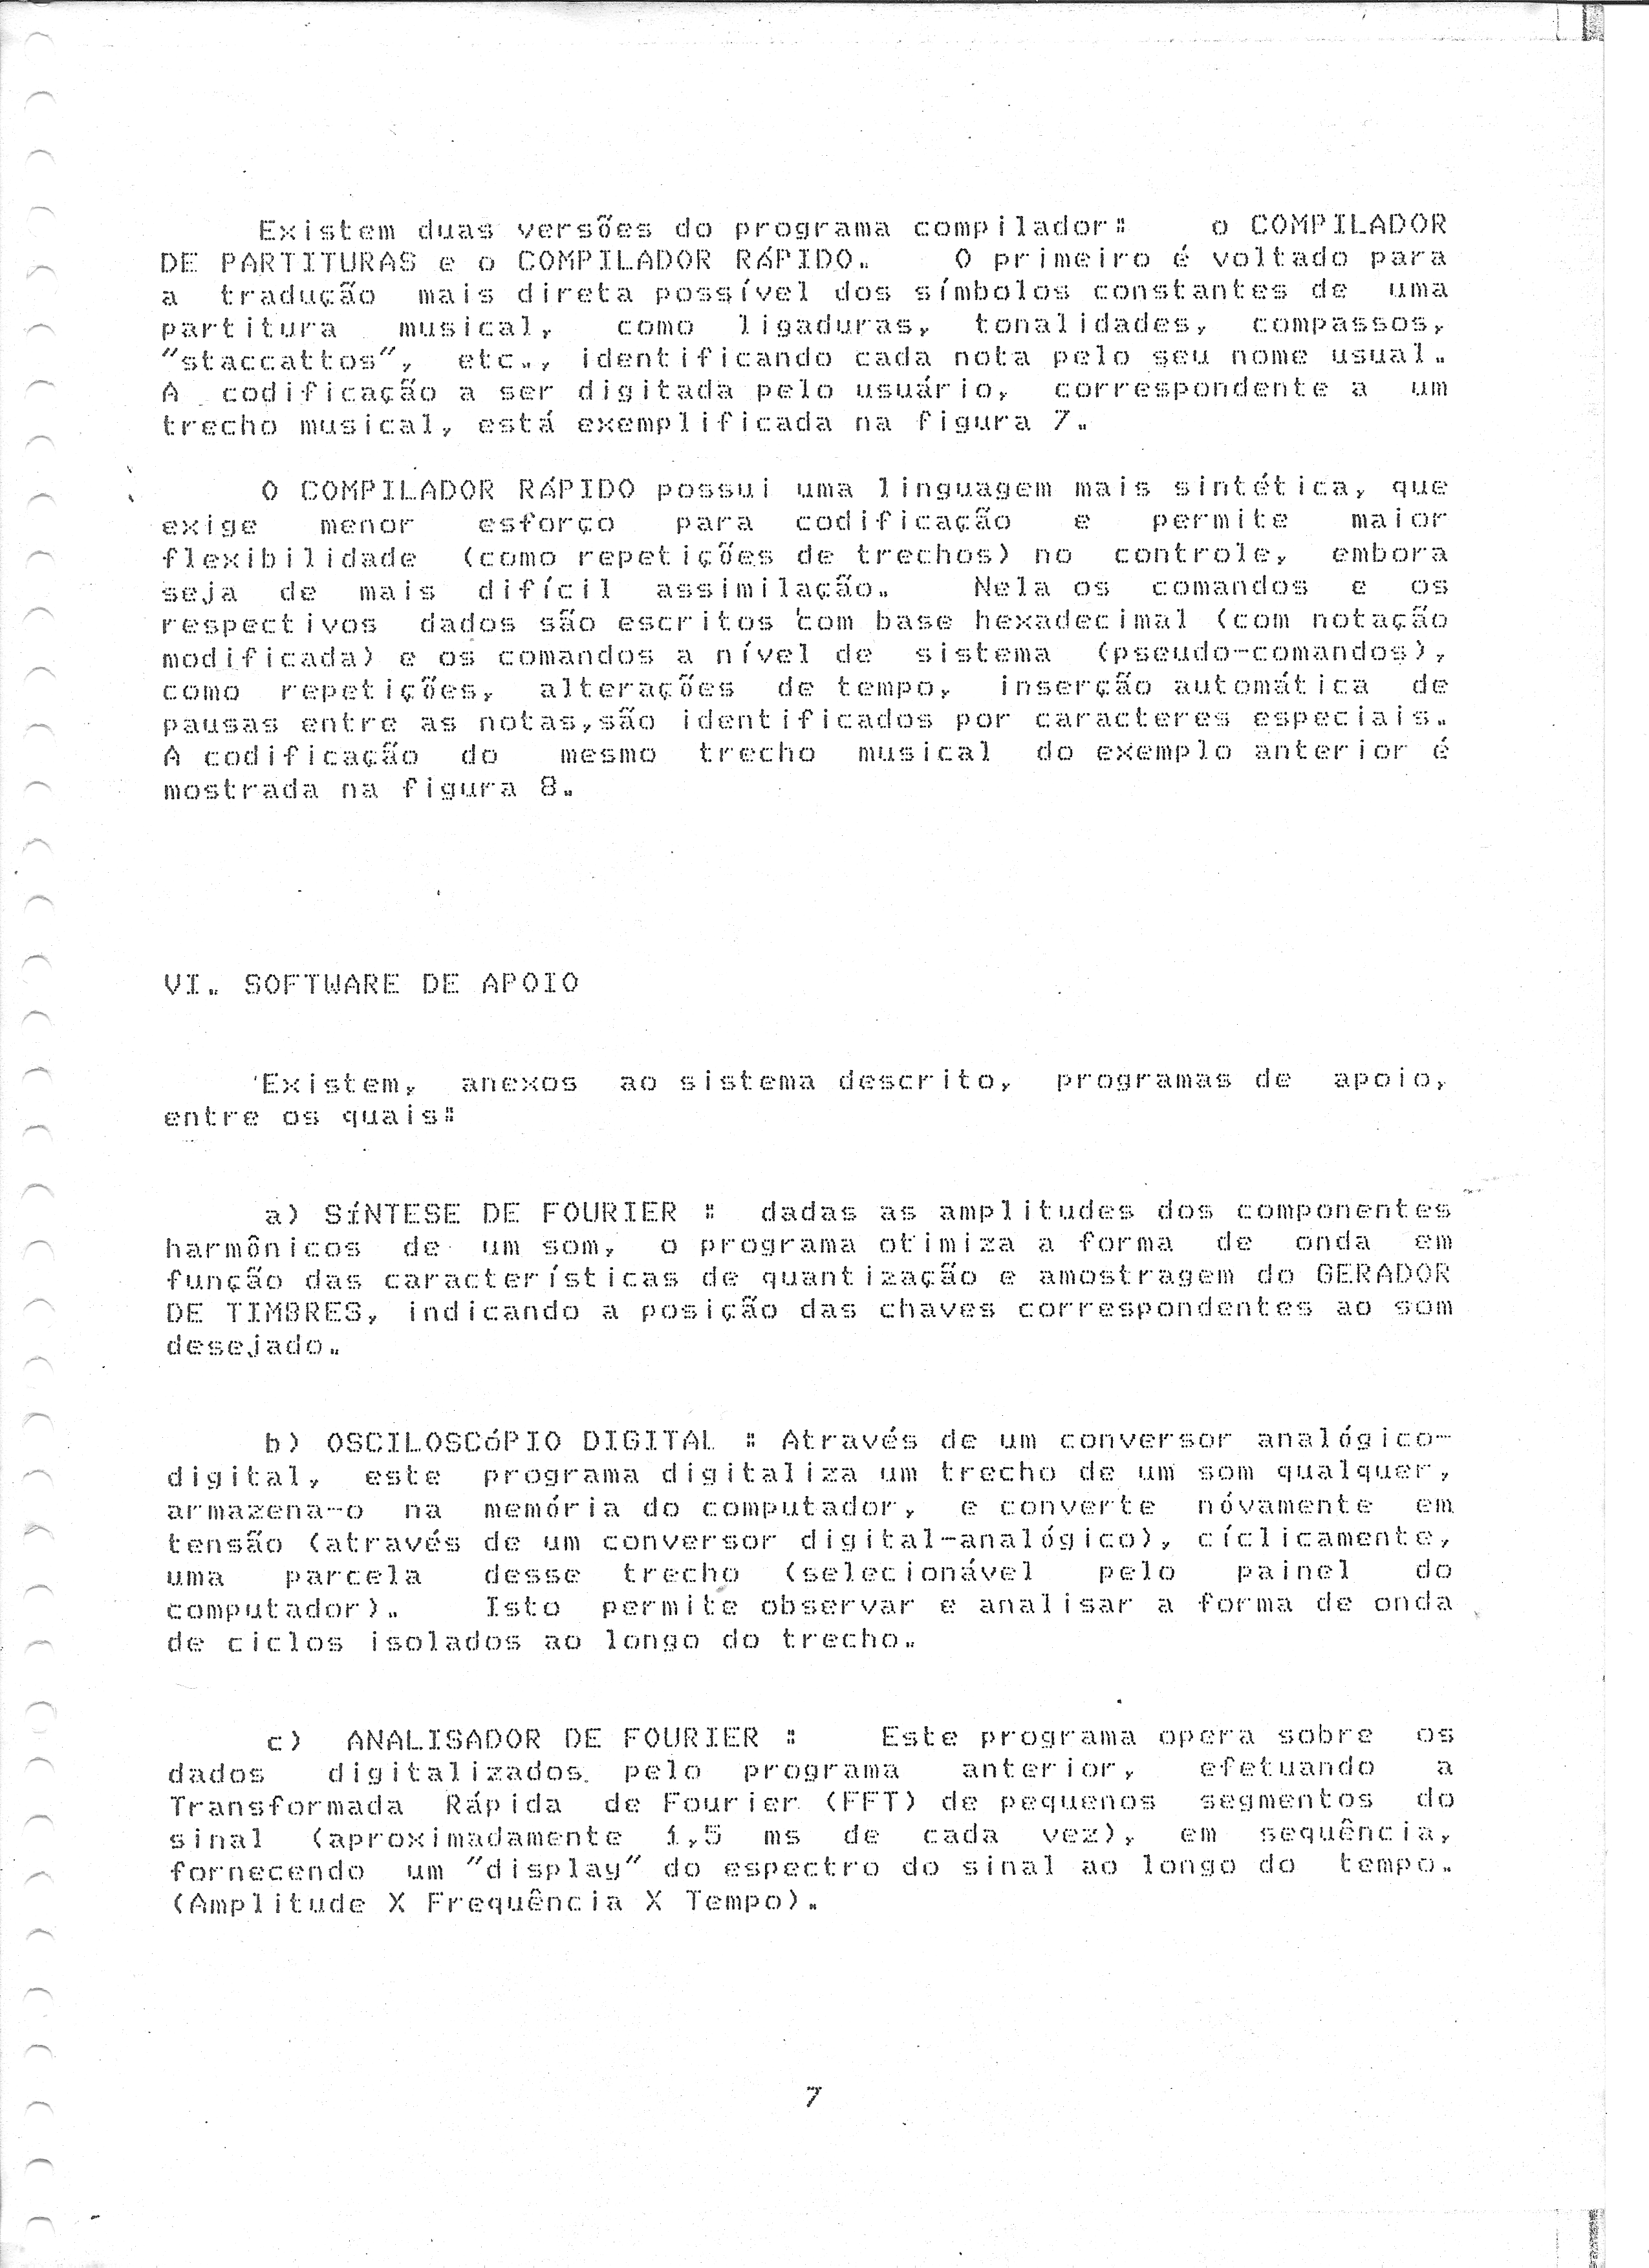 Existem duas versões do programa compilador: o COMPILADOR
DE PARTITURAS e o COMPILADOR RÁPIDO. O primeiro é voltado para
a tradução mais direta possível dos símbolos constantes de uma
partitura musical, como ligaduras, tonalidades, compassos,
"staccattos", etc., identificando cada nota pelo seu nome usual.
A codificação a ser digitada pelo usuário, correspondente a um
trecho musical, está exemplificada na figura 7.
O COMPILADOR RÁPIDO possui uma linguagem mais sintética, que
exige menor esforço para codificação e permite maior
flexibilidade (como repetições de trechos) no controle, embora
seja de mais difícil assimilação. Nela os comandos e os
respectivos dados são escritos com base hexadecimal (com notação
modificada) e os comandos a nível de sistema (pseudo-comandos),
como repetições, alterações de tempo, inserção automática de
pausas entre as notas,são identificados por caracteres especiais.
A codificação do mesmo trecho musical do exemplo anterior é
mostrada na figura 8.
VI. SOFTWARE DE APOIO
Existem, anexos ao sistema descrito, programas de apoio,
entre os quais:
a) SíNTESE DE FOURIER : dadas as amplitudes dos componentes
harmônicos de um som, o programa otimiza a forma de onda em
função das características de quantização e amostragem do GERADOR
DE TIMBRES, indicando a posição das chaves correspondentes ao som
desejado.
b) OSCILOSCóPIO DIGITAL : Através de um conversor analógico-
digital, este programa digitaliza um trecho de um som qualquer,
armazena-o na memória do computador, e converte nóvamente em
tensão (através de um conversor digital-analógico), cíclicamente,
uma parcela desse trecho (selecionável pelo painel do
computador). Isto permite observar e analisar a forma de onda
de ciclos isolados ao longo do trecho.
c) ANALISADOR DE FOURIER : Este programa opera sobre os
dados digitalizados pelo programa anterior, efetuando a
Transformada Rápida de Fourier (FFT) de pequenos segmentos do
sinal (aproximadamente 1,5 ms de cada vez), em sequência,
fornecendo um "display" do espectro do sinal ao longo do tempo.
(Amplitude X Frequência X Tempo).
7